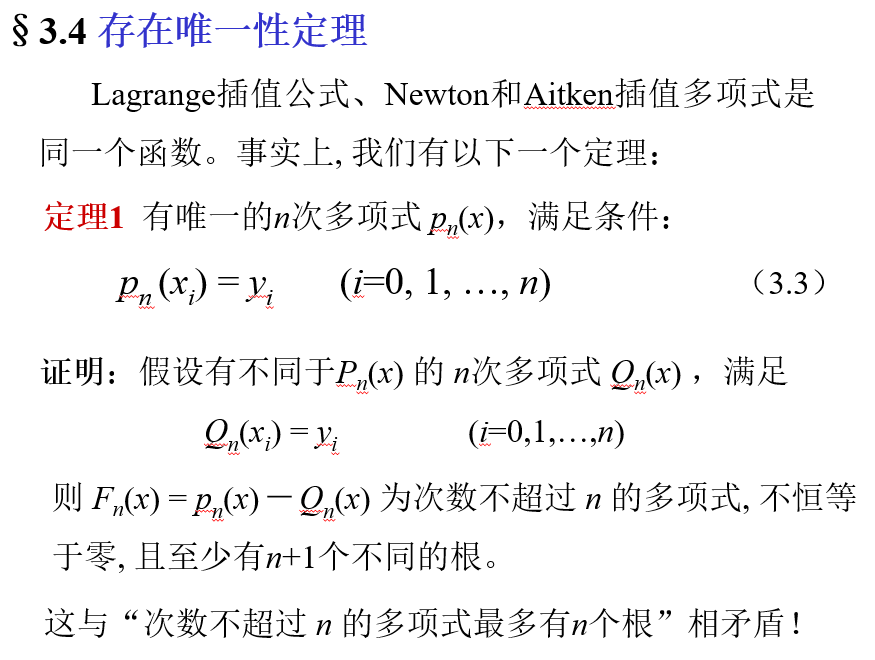 §3.4 存在唯一性定理
Lagrange插值公式、Newton和Aitken插值多项式是
同一个函数。事实上, 我们有以下一个定理：
定理1 有唯一的n次多项式 pₙ(x)，满足条件：
pₙ (xᵢ) = yᵢ (i=0, 1, …, n) （3.3）
证明：假设有不同于Pₙ(x) 的 n次多项式 Qₙ(x) ，满足
Qₙ(xᵢ) = yᵢ (i=0,1,…,n)
则 Fₙ(x) = pₙ(x)－Qₙ(x) 为次数不超过 n 的多项式, 不恒等
于零, 且至少有n+1个不同的根。
这与“次数不超过 n 的多项式最多有n个根”相矛盾！